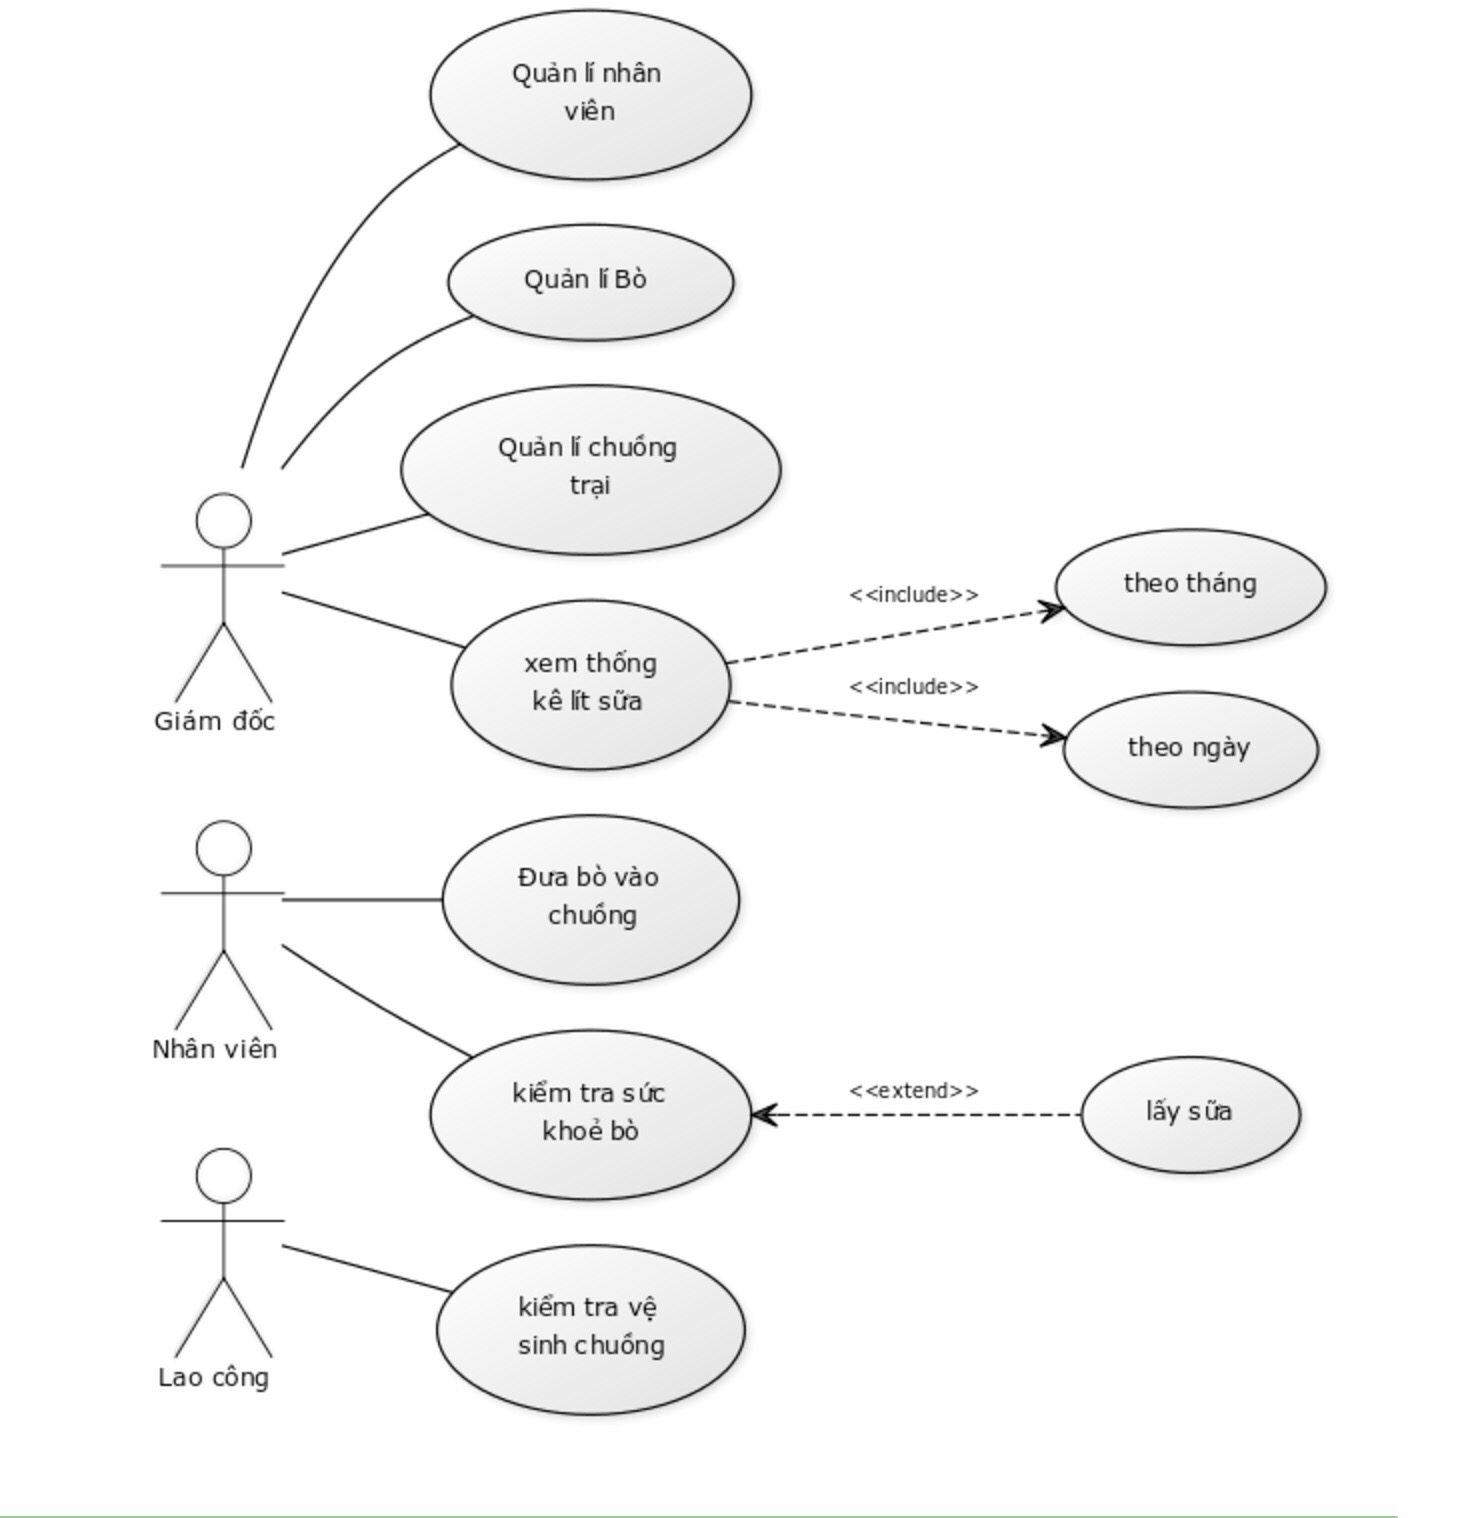 Quản lí nhân
viên
Quản lí Bò
Quản lí chuồng
trại
Giám đốc
xem thống
kê lít sữa
<<include>>
theo tháng
<<include>>
theo ngày
Nhân viên
Đưa bò vào
chuồng
kiểm tra sức
khoẻ bò
<<extend>>
lấy sữa
Lao công
kiểm tra vệ
sinh chuồng